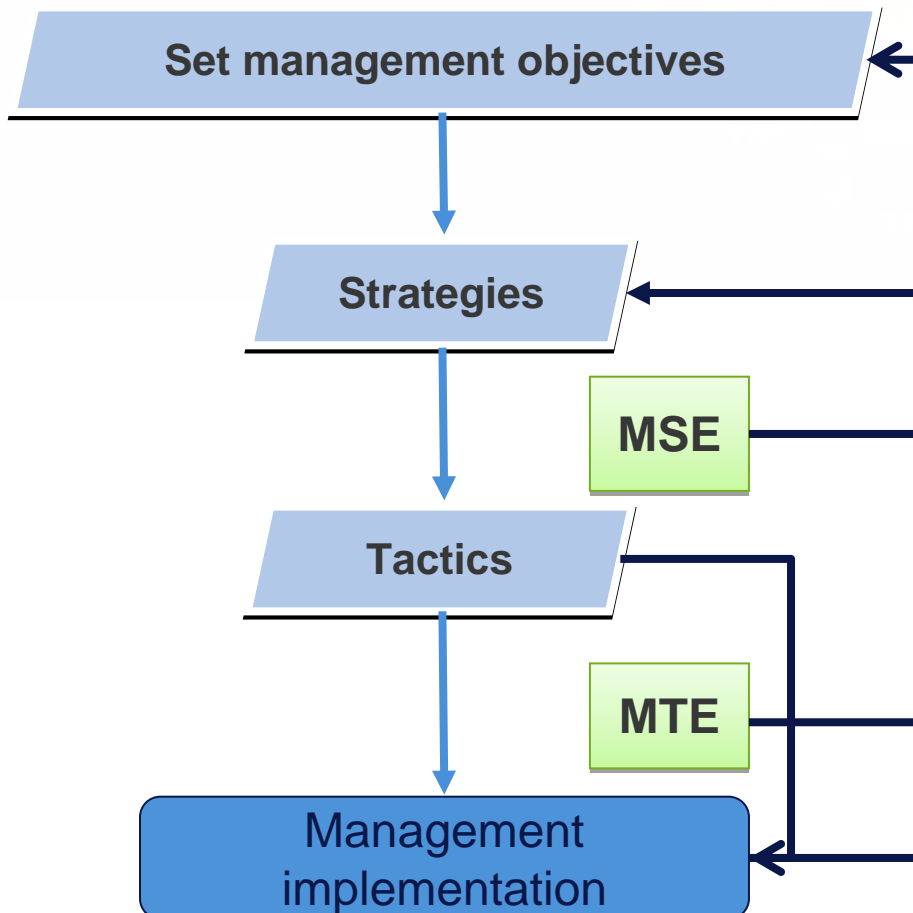 Set management objectives
Strategies
MSE
Tactics
MTE
Management
implementation